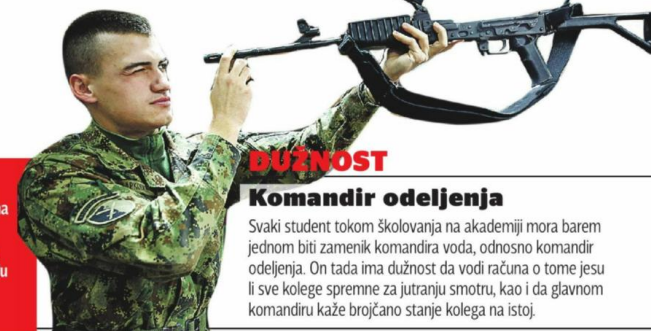 DUŽNOST
Komandir odeljenja
Svaki student tokom školovanja na akademiji mora barem
jednom biti zamenik komandira voda, odnosno komandir
odeljenja. On tada ima dužnost da vodi računa o tome jesu
li sve kolege spremne za jutranju smotru, kao i da glavnom
komandiru kaže brojčano stanje kolega na istoj.